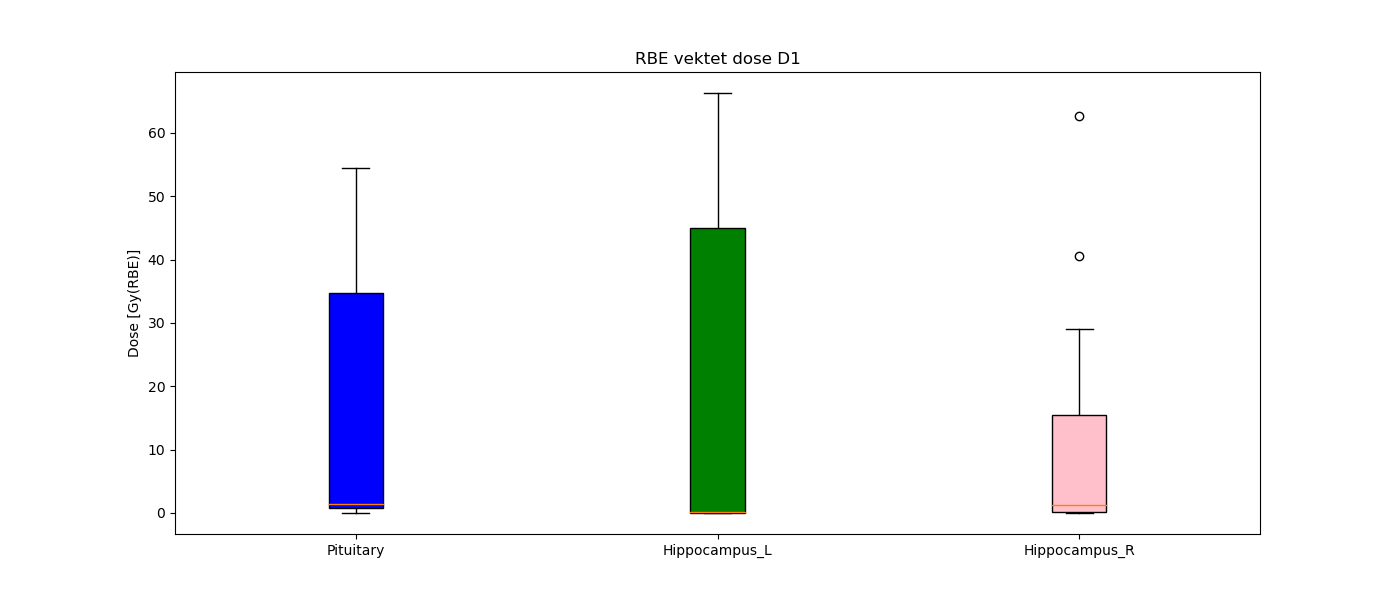 RBE vektet dose D1
Dose [Gy(RBE)]
60
50
40
30
20
10
0
Pituitary
Hippocampus_L
Hippocampus_R